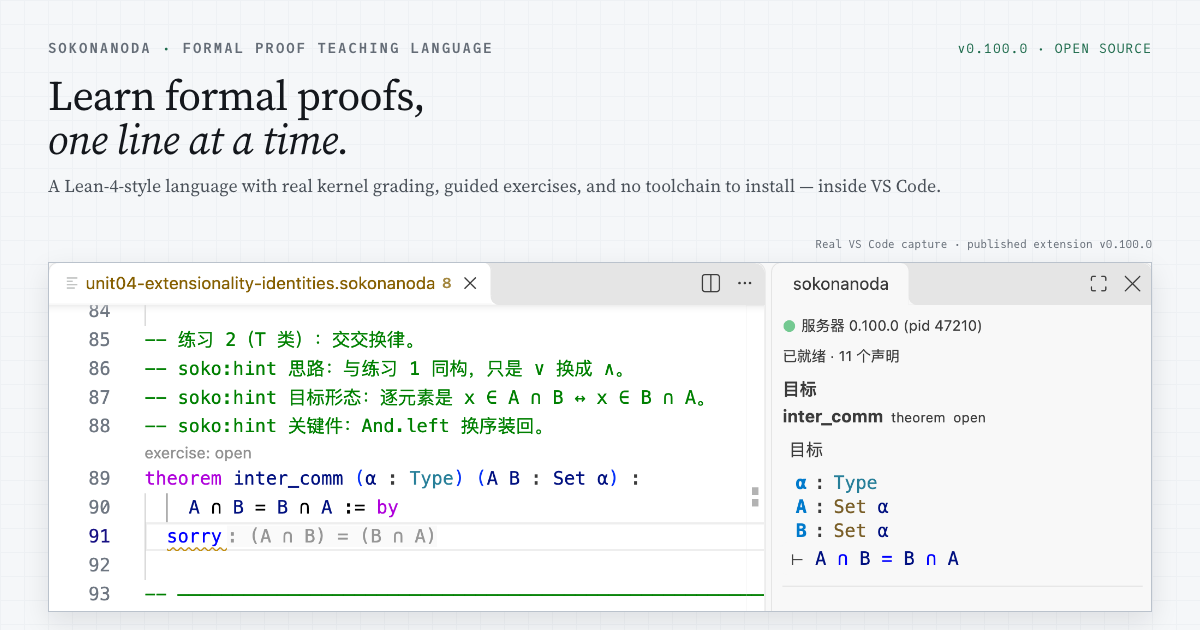 SOKONANODA · FORMAL PROOF TEACHING LANGUAGE
v0.100.0 · OPEN SOURCE
Learn formal proofs,
one line at a time.
A Lean-4-style language with real kernel grading, guided exercises, and no toolchain to install — inside VS Code.
Real VS Code capture · published extension v0.100.0
unit04-extensionality-identities.sokonanoda 8
84
85 -- 练习 2（T 类）：交交换律。
86 -- soko:hint 思路：与练习 1 同构，只是 ∨ 换成 ∧。
87 -- soko:hint 目标形态：逐元素是 x ∈ A ∩ B ↔ x ∈ B ∩ A。
88 -- soko:hint 关键件：And.left 换序装回。
exercise: open
89 theorem inter_comm (α : Type) (A B : Set α) :
90 A ∩ B = B ∩ A := by
91 sorry : (A ∩ B) = (B ∩ A)
92
93 --
sokonanoda
服务器 0.100.0 (pid 47210)
已就绪 · 11 个声明
目标
inter_comm theorem open
目标
α : Type
A : Set α
B : Set α
⊢ A ∩ B = B ∩ A